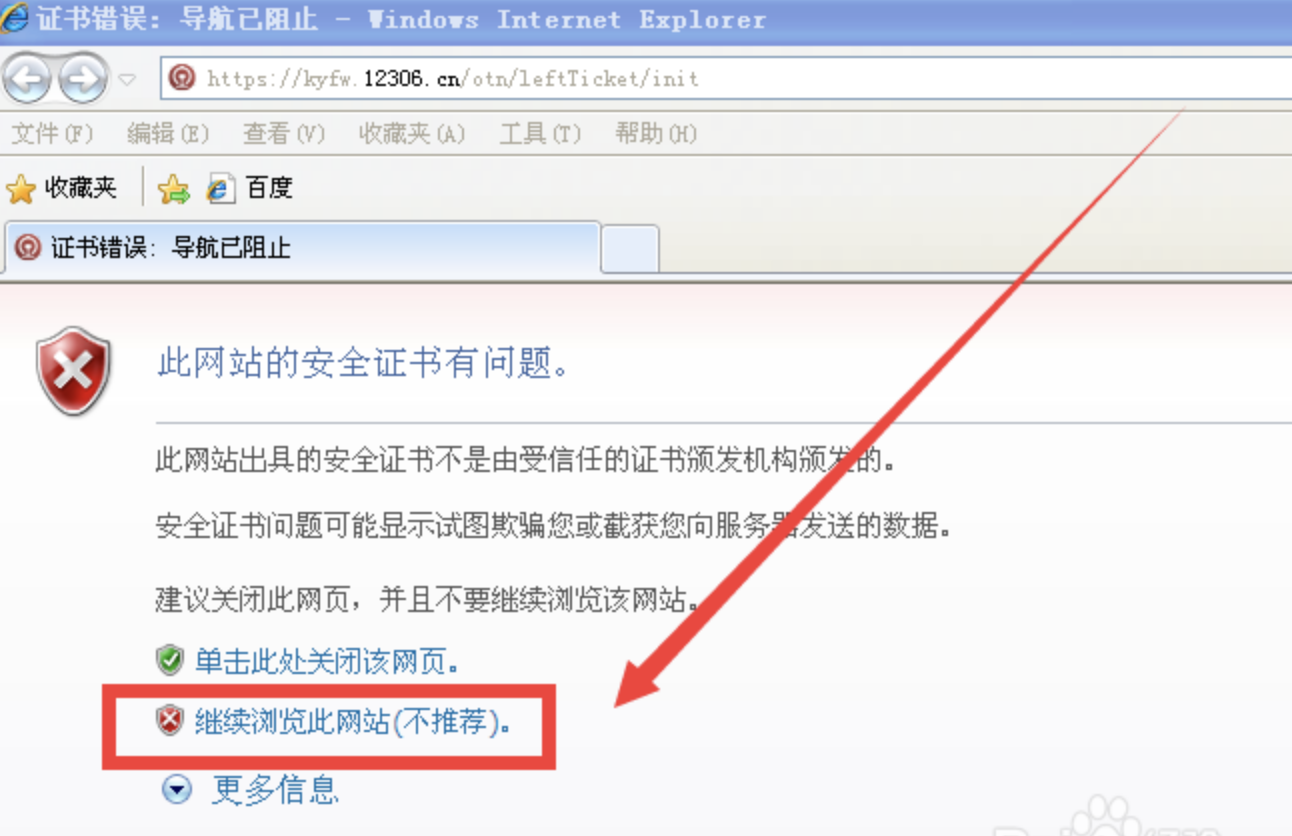 证书错误: 导航已阻止 - Windows Internet Explorer
https://kyfw.12306.cn/otn/leftTicket/init
文件(F) 编辑(E) 查看(V) 收藏夹(A) 工具(T) 帮助(H)
收藏夹 百度
证书错误: 导航已阻止
此网站的安全证书有问题。
此网站出具的安全证书不是由受信任的证书颁发机构颁发的。
安全证书问题可能显示试图欺骗您或截获您向服务器发送的数据。
建议关闭此网页，并且不要继续浏览该网站。
单击此处关闭该网页。
继续浏览此网站(不推荐)。
更多信息